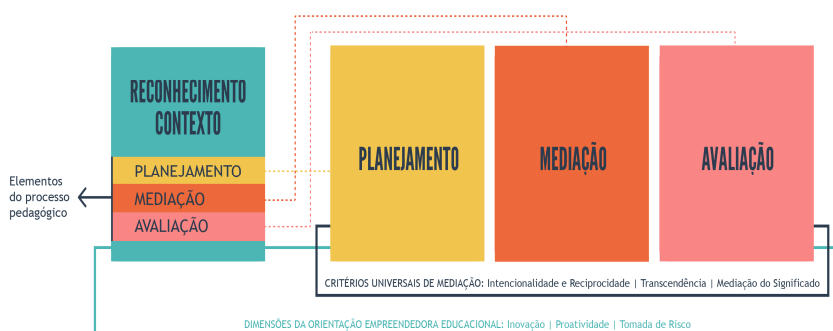 RECONHECIMENTO
CONTEXTO
PLANEJAMENTO
MEDIAÇÃO
AVALIAÇÃO
Elementos
do processo
pedagógico
PLANEJAMENTO
MEDIAÇÃO
AVALIAÇÃO
CRITÉRIOS UNIVERSAIS DE MEDIAÇÃO: Intencionalidade e Reciprocidade | Transcendência | Mediação do Significado
DIMENSÕES DA ORIENTAÇÃO EMPREENDEDORA EDUCACIONAL: Inovação | Proatividade | Tomada de Risco